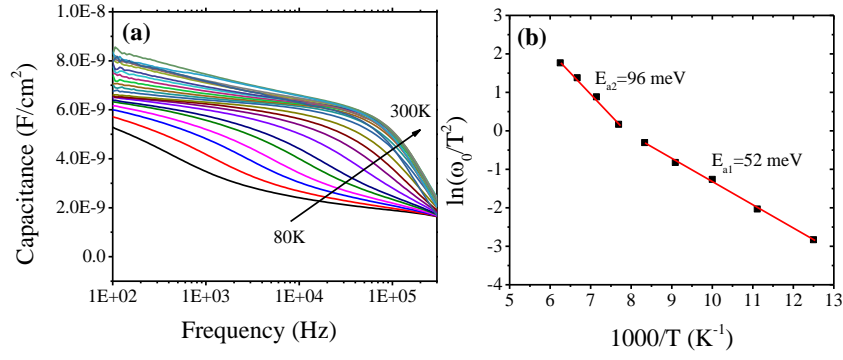 (a)
1.0E-8
8.0E-9
6.0E-9
4.0E-9
2.0E-9
0.0
Capacitance (F/cm²)
300K
80K
1E+02 1E+03 1E+04 1E+05
Frequency (Hz)
(b)
3
2
1
0
-1
-2
-3
-4
ln(ω₀/T²)
Eₐ₂=96 meV
Eₐ₁=52 meV
5 6 7 8 9 10 11 12 13
1000/T (K⁻¹)